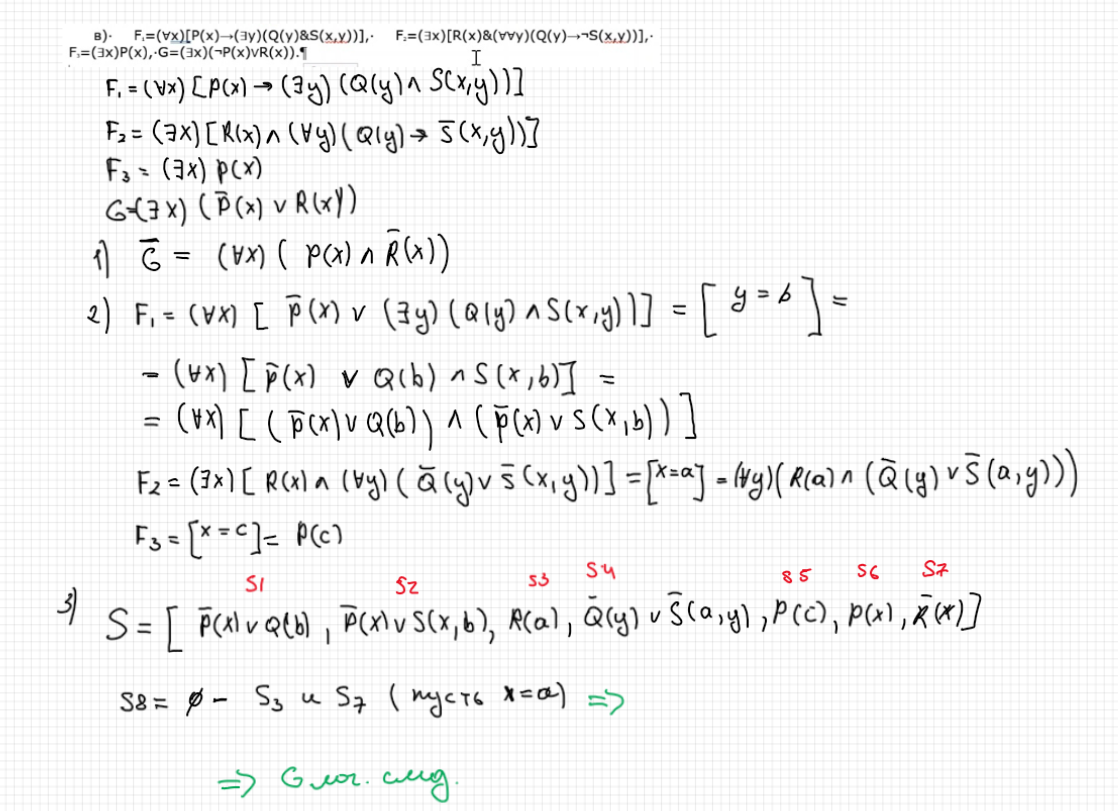 в)· F₁=(∀x)[P(x)→(∃y)(Q(y)&S(x,y))],· F₂=(∃x)[R(x)&(∀∀y)(Q(y)→¬S(x,y))],·
F₃=(∃x)P(x),·G=(∃x)(¬P(x)∨R(x)).¶
F₁ = (∀x) [P(x) → (∃y) (Q(y) ∧ S(x,y))]
F₂ = (∃x) [R(x) ∧ (∀y) (Q(y) → S̄(x,y))]
F₃ = (∃x) P(x)
G=(∃x) (P̄(x) ∨ R(x))
1) Ḡ = (∀x) ( P(x) ∧ R̄(x))
2) F₁ = (∀x) [ P̄(x) ∨ (∃y) (Q(y) ∧ S(x,y))] = [ y = b ] =
= (∀x) [ P̄(x) ∨ Q(b) ∧ S(x,b)] =
= (∀x) [ ( P̄(x) ∨ Q(b)) ∧ ( P̄(x) ∨ S(x,b)) ]
F₂ = (∃x) [ R(x) ∧ (∀y) ( Q̄(y) ∨ S̄(x,y))] = [x=a] = (∀y)( R(a) ∧ (Q̄(y) ∨ S̄(a,y)))
F₃ = [x = c] = P(c)
S1 S2 S3 S4 S5 S6 S7
3) S = [ P̄(x) ∨ Q(b) , P̄(x) ∨ S(x,b), R(a) , Q̄(y) ∨ S̄(a,y) , P(c), P(x) , R̄(x)]
S8 = ∅ - S₃ и S₇ ( пусть x=a) =>
=> G лог. след.